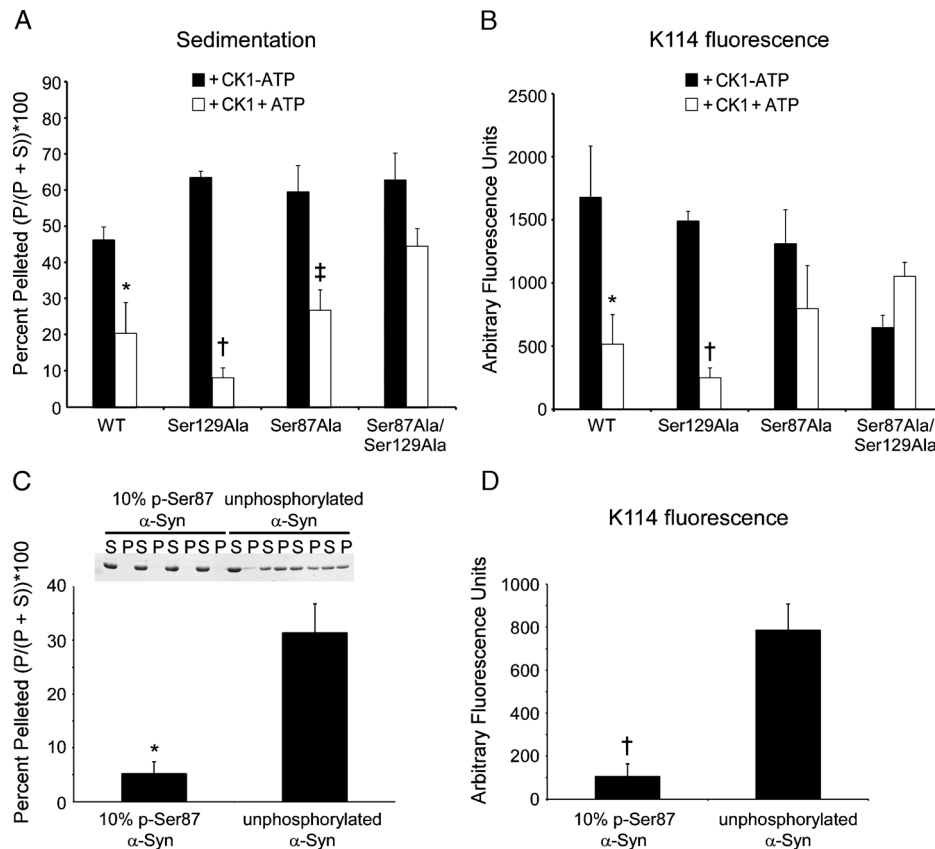 A
Sedimentation
+ CK1-ATP
+ CK1 + ATP
Percent Pelleted (P/(P + S))*100
90
80
70
60
50
40
30
20
10
0
*
†
‡
WT
Ser129Ala
Ser87Ala
Ser87Ala/
Ser129Ala
B
K114 fluorescence
+ CK1-ATP
+ CK1 + ATP
Arbitrary Fluorescence Units
2500
2000
1500
1000
500
0
*
†
WT
Ser129Ala
Ser87Ala
Ser87Ala/
Ser129Ala
C
10% p-Ser87
α-Syn
unphosphorylated
α-Syn
S P S P S P S P S P S P S P S P
Percent Pelleted (P/(P + S))*100
40
30
20
10
0
*
10% p-Ser87
α-Syn
unphosphorylated
α-Syn
D
K114 fluorescence
Arbitrary Fluorescence Units
1000
800
600
400
200
0
†
10% p-Ser87
α-Syn
unphosphorylated
α-Syn